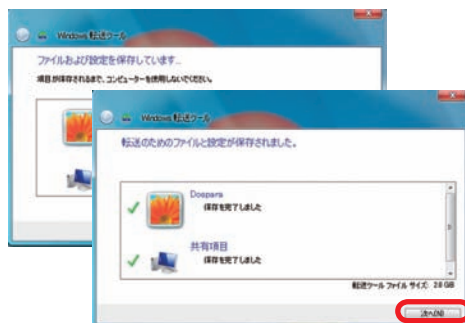 Windows 転送ツール
ファイルおよび設定を保存しています...
項目が保存されるまで、コンピューターを使用しないでください。
Windows 転送ツール
転送のためのファイルと設定が保存されました。
Dospara
保存を完了しました
共有項目
保存を完了しました
転送ツール ファイル サイズ: 2.8 GB
次へ(N)